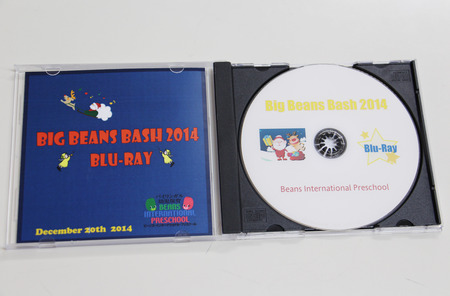 BIG BEANS BASH 2014
BLU-RAY
BEANS
INTERNATIONAL
PRESCHOOL
December 20th 2014
Big Beans Bash 2014
Blu-Ray
Beans International Preschool